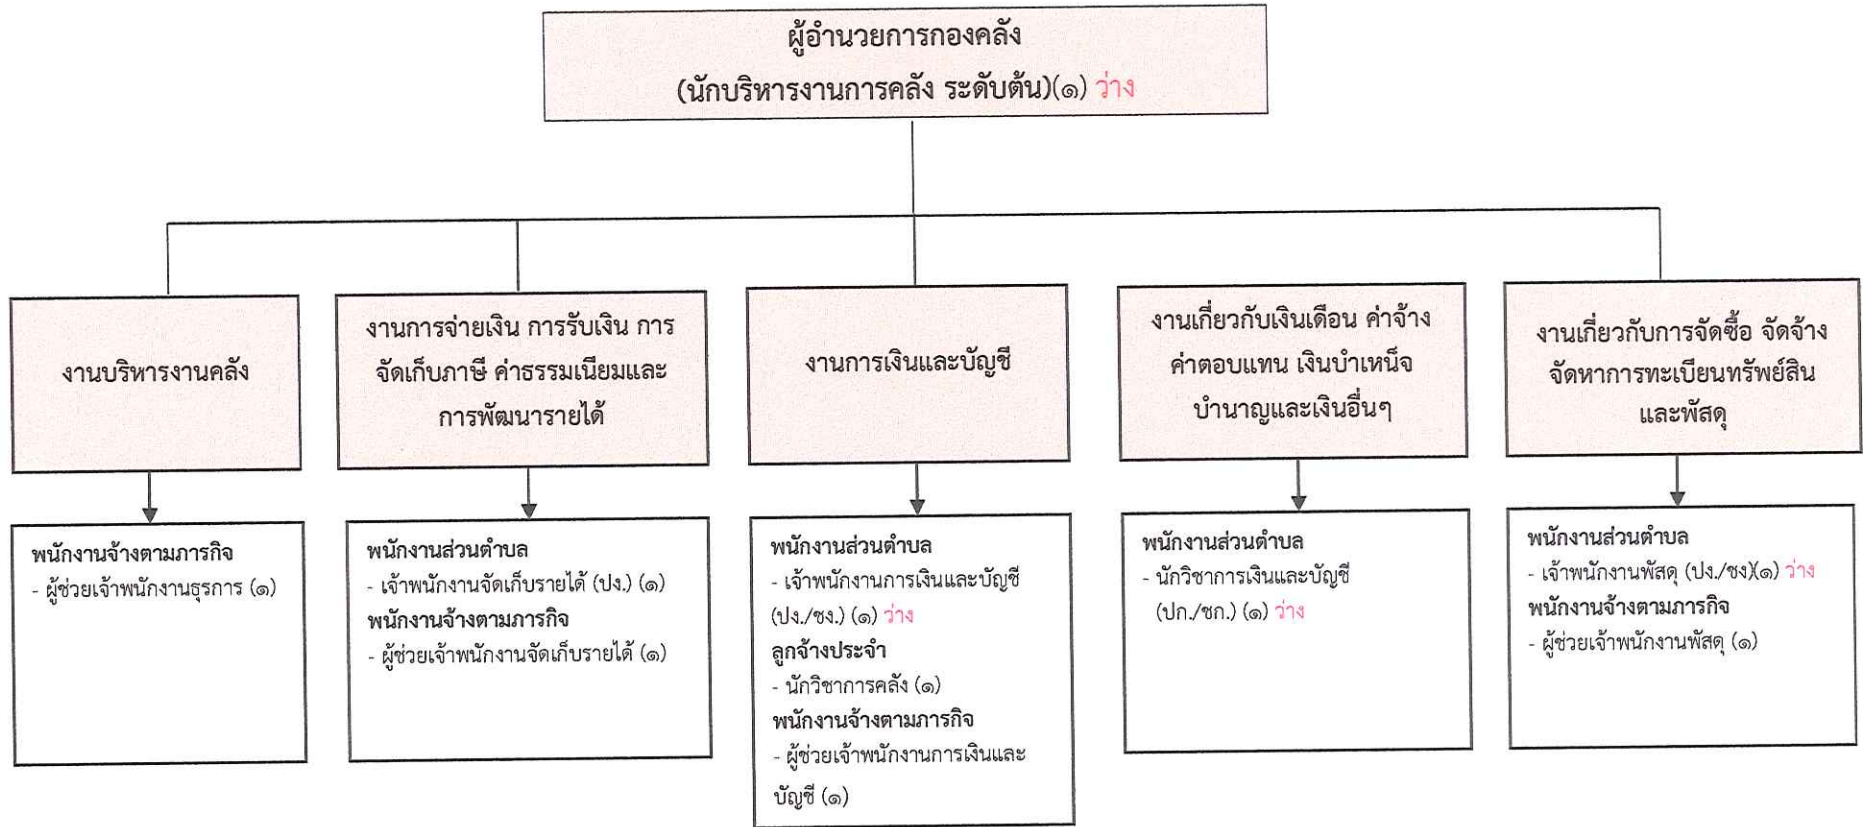 ผู้อำนวยการกองคลัง
(นักบริหารงานการคลัง ระดับต้น)(๑) ว่าง
งานบริหารงานคลัง
งานการจ่ายเงิน การรับเงิน การ
จัดเก็บภาษี ค่าธรรมเนียมและ
การพัฒนารายได้
งานการเงินและบัญชี
งานเกี่ยวกับเงินเดือน ค่าจ้าง
ค่าตอบแทน เงินบำเหน็จ
บำนาญและเงินอื่นๆ
งานเกี่ยวกับการจัดซื้อ จัดจ้าง
จัดหาการทะเบียนทรัพย์สิน
และพัสดุ
พนักงานจ้างตามภารกิจ
- ผู้ช่วยเจ้าพนักงานธุรการ (๑)
พนักงานส่วนตำบล
- เจ้าพนักงานจัดเก็บรายได้ (ปง.) (๑)
พนักงานจ้างตามภารกิจ
- ผู้ช่วยเจ้าพนักงานจัดเก็บรายได้ (๑)
พนักงานส่วนตำบล
- เจ้าพนักงานการเงินและบัญชี
(ปง./ชง.) (๑) ว่าง
ลูกจ้างประจำ
- นักวิชาการคลัง (๑)
พนักงานจ้างตามภารกิจ
- ผู้ช่วยเจ้าพนักงานการเงินและ
บัญชี (๑)
พนักงานส่วนตำบล
- นักวิชาการเงินและบัญชี
(ปก./ชก.) (๑) ว่าง
พนักงานส่วนตำบล
- เจ้าพนักงานพัสดุ (ปง./ชง)(๑) ว่าง
พนักงานจ้างตามภารกิจ
- ผู้ช่วยเจ้าพนักงานพัสดุ (๑)